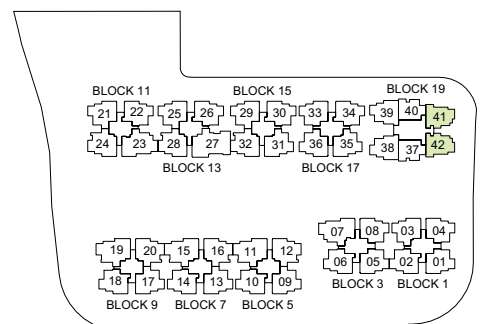 BLOCK 11 BLOCK 15 BLOCK 19
21 22 25 26 29 30 33 34 39 40 41
24 23 28 27 32 31 36 35 38 37 42
BLOCK 13 BLOCK 17
07 08 03 04
19 20 15 16 11 12 06 05 02 01
18 17 14 13 10 09 BLOCK 3 BLOCK 1
BLOCK 9 BLOCK 7 BLOCK 5